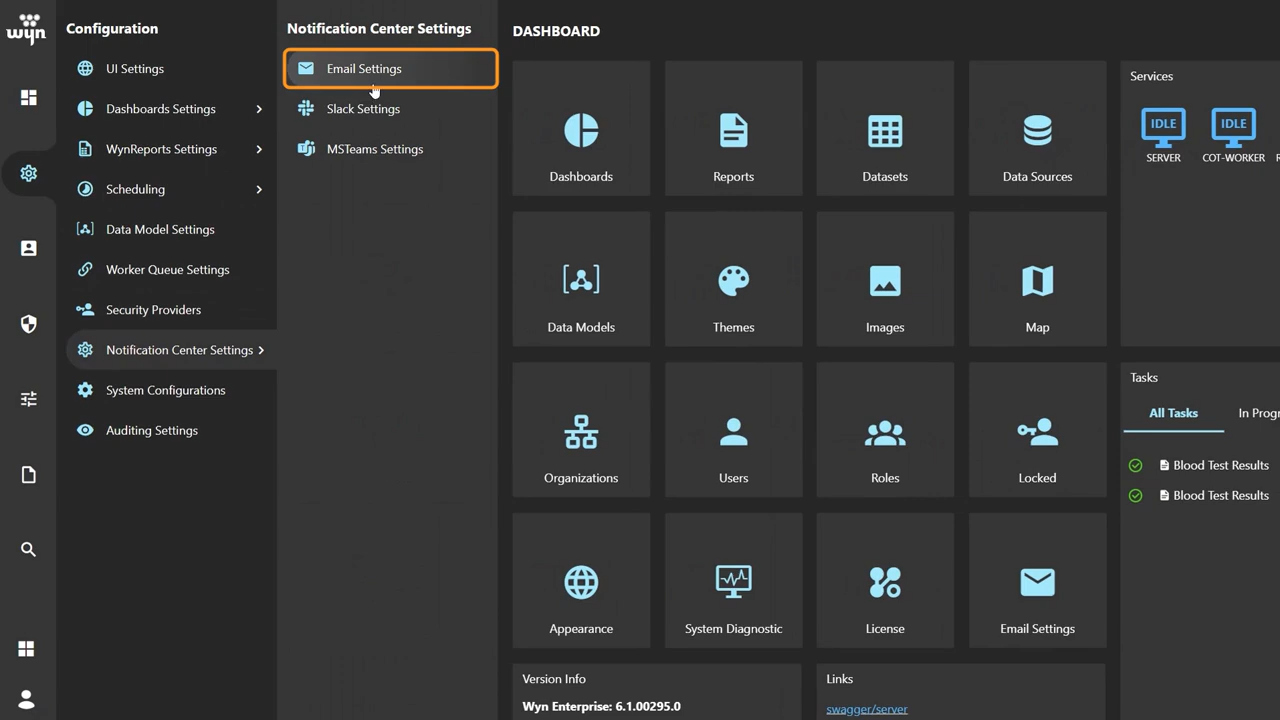 wyn
Configuration
UI Settings
Dashboards Settings
WynReports Settings
Scheduling
Data Model Settings
Worker Queue Settings
Security Providers
Notification Center Settings
System Configurations
Auditing Settings
Notification Center Settings
Email Settings
Slack Settings
MSTeams Settings
DASHBOARD
Dashboards
Reports
Datasets
Data Sources
Data Models
Themes
Images
Map
Organizations
Users
Roles
Locked
Appearance
System Diagnostic
License
Email Settings
Version Info
Wyn Enterprise: 6.1.00295.0
Links
swagger/server
Services
IDLE
SERVER
IDLE
COT-WORKER
Tasks
All Tasks
In Progr
Blood Test Results
Blood Test Results